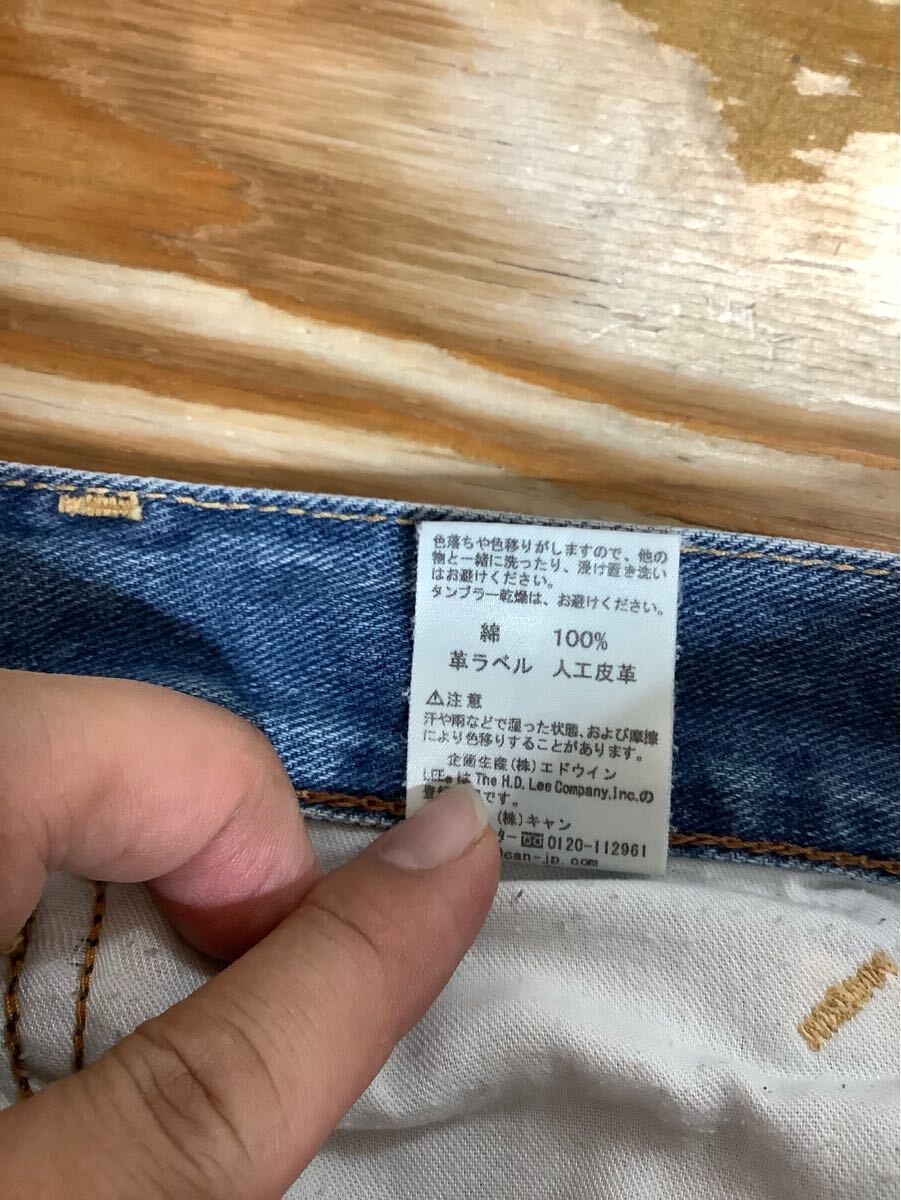 色落ちや色移りがしますので、他の
物と一緒に洗ったり、浸け置き洗い
はお避けください。
タンブラー乾燥は、お避けください。
綿 100%
革ラベル 人工皮革
⚠注意
汗や雨などで湿った状態、および摩擦
により色移りすることがあります。
企画生産(株)エドウイン
LEE®は The H.D. Lee Company, Inc.の
登録 です。
(株)キャン
ター 0120-112961
can-jp.com